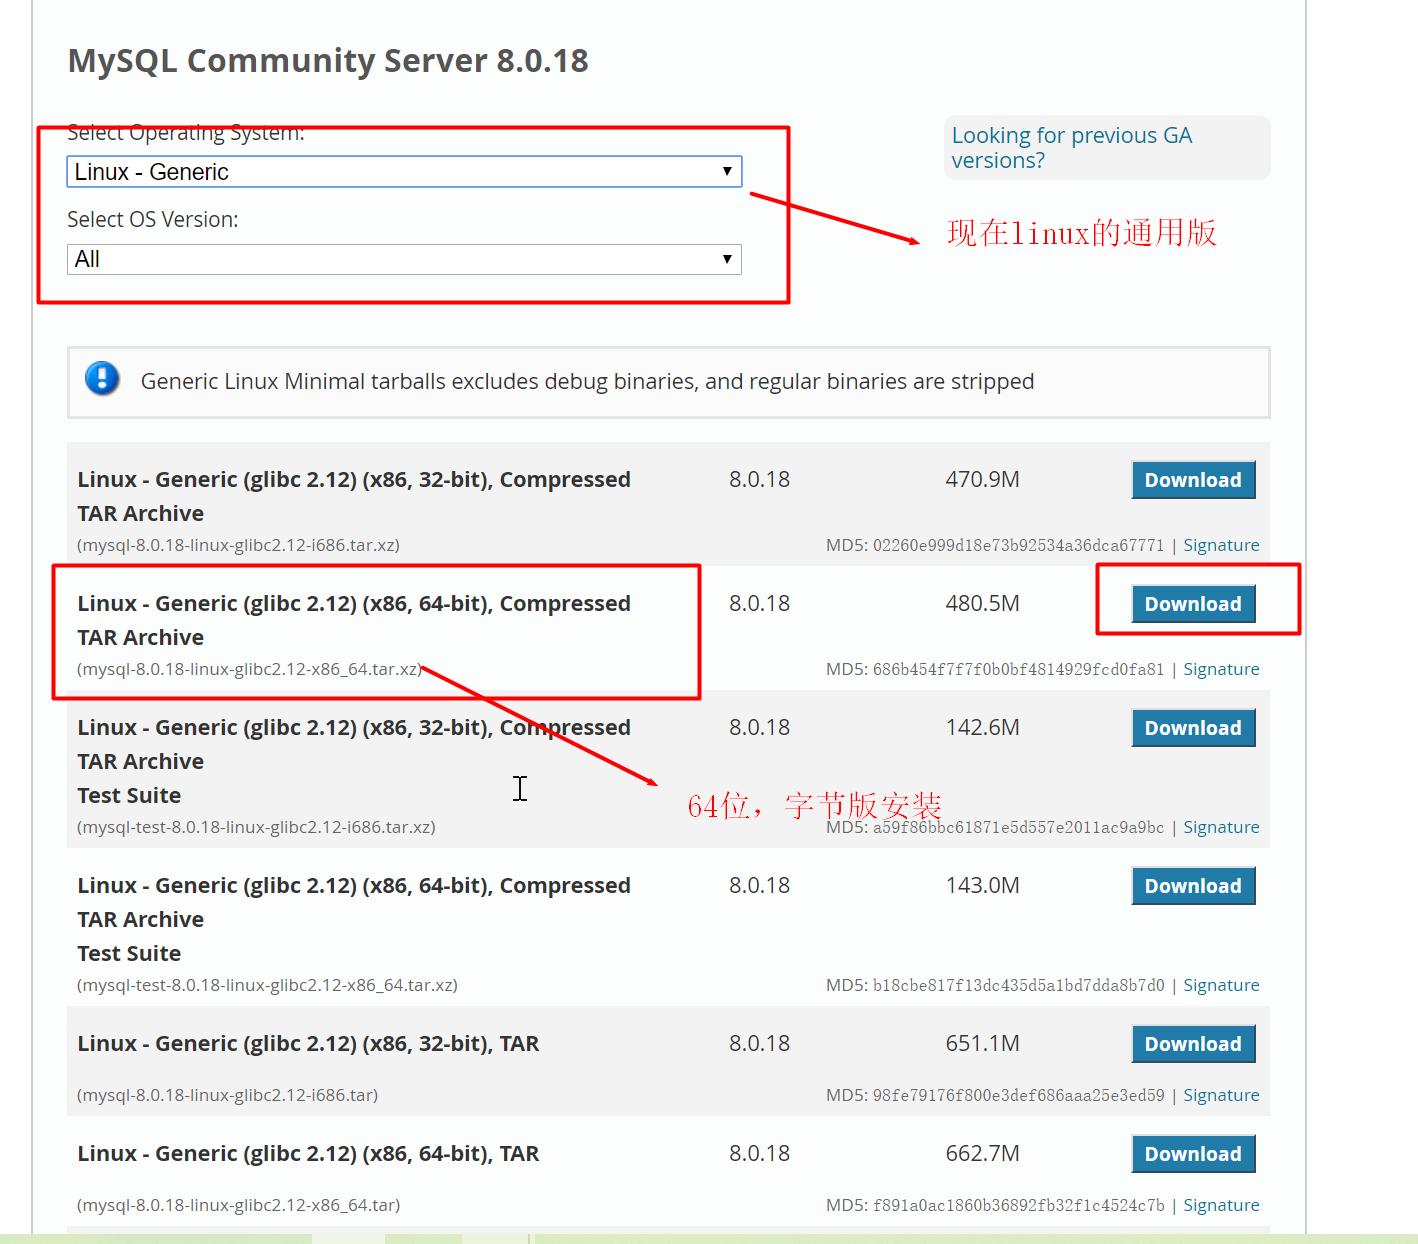 MySQL Community Server 8.0.18
Select Operating System:
Looking for previous GA
versions?
Linux - Generic
Select OS Version:
现在linux的通用版
All
Generic Linux Minimal tarballs excludes debug binaries, and regular binaries are stripped
Linux - Generic (glibc 2.12) (x86, 32-bit), Compressed 8.0.18 470.9M Download
TAR Archive
(mysql-8.0.18-linux-glibc2.12-i686.tar.xz) MD5: 02260e999d18e73b92534a36dca67771 | Signature
Linux - Generic (glibc 2.12) (x86, 64-bit), Compressed 8.0.18 480.5M Download
TAR Archive
(mysql-8.0.18-linux-glibc2.12-x86_64.tar.xz) MD5: 686b454f7f7f0b0bf4814929fcd0fa81 | Signature
Linux - Generic (glibc 2.12) (x86, 32-bit), Compressed 8.0.18 142.6M Download
TAR Archive
Test Suite
64位，字节版安装
(mysql-test-8.0.18-linux-glibc2.12-i686.tar.xz) MD5: a59f86bbc61871e5d557e2011ac9a9bc | Signature
Linux - Generic (glibc 2.12) (x86, 64-bit), Compressed 8.0.18 143.0M Download
TAR Archive
Test Suite
(mysql-test-8.0.18-linux-glibc2.12-x86_64.tar.xz) MD5: b18cbe817f13dc435d5a1bd7dda8b7d0 | Signature
Linux - Generic (glibc 2.12) (x86, 32-bit), TAR 8.0.18 651.1M Download
(mysql-8.0.18-linux-glibc2.12-i686.tar) MD5: 98fe79176f800e3def686aaa25e3ed59 | Signature
Linux - Generic (glibc 2.12) (x86, 64-bit), TAR 8.0.18 662.7M Download
(mysql-8.0.18-linux-glibc2.12-x86_64.tar) MD5: f891a0ac1860b36892fb32f1c4524c7b | Signature